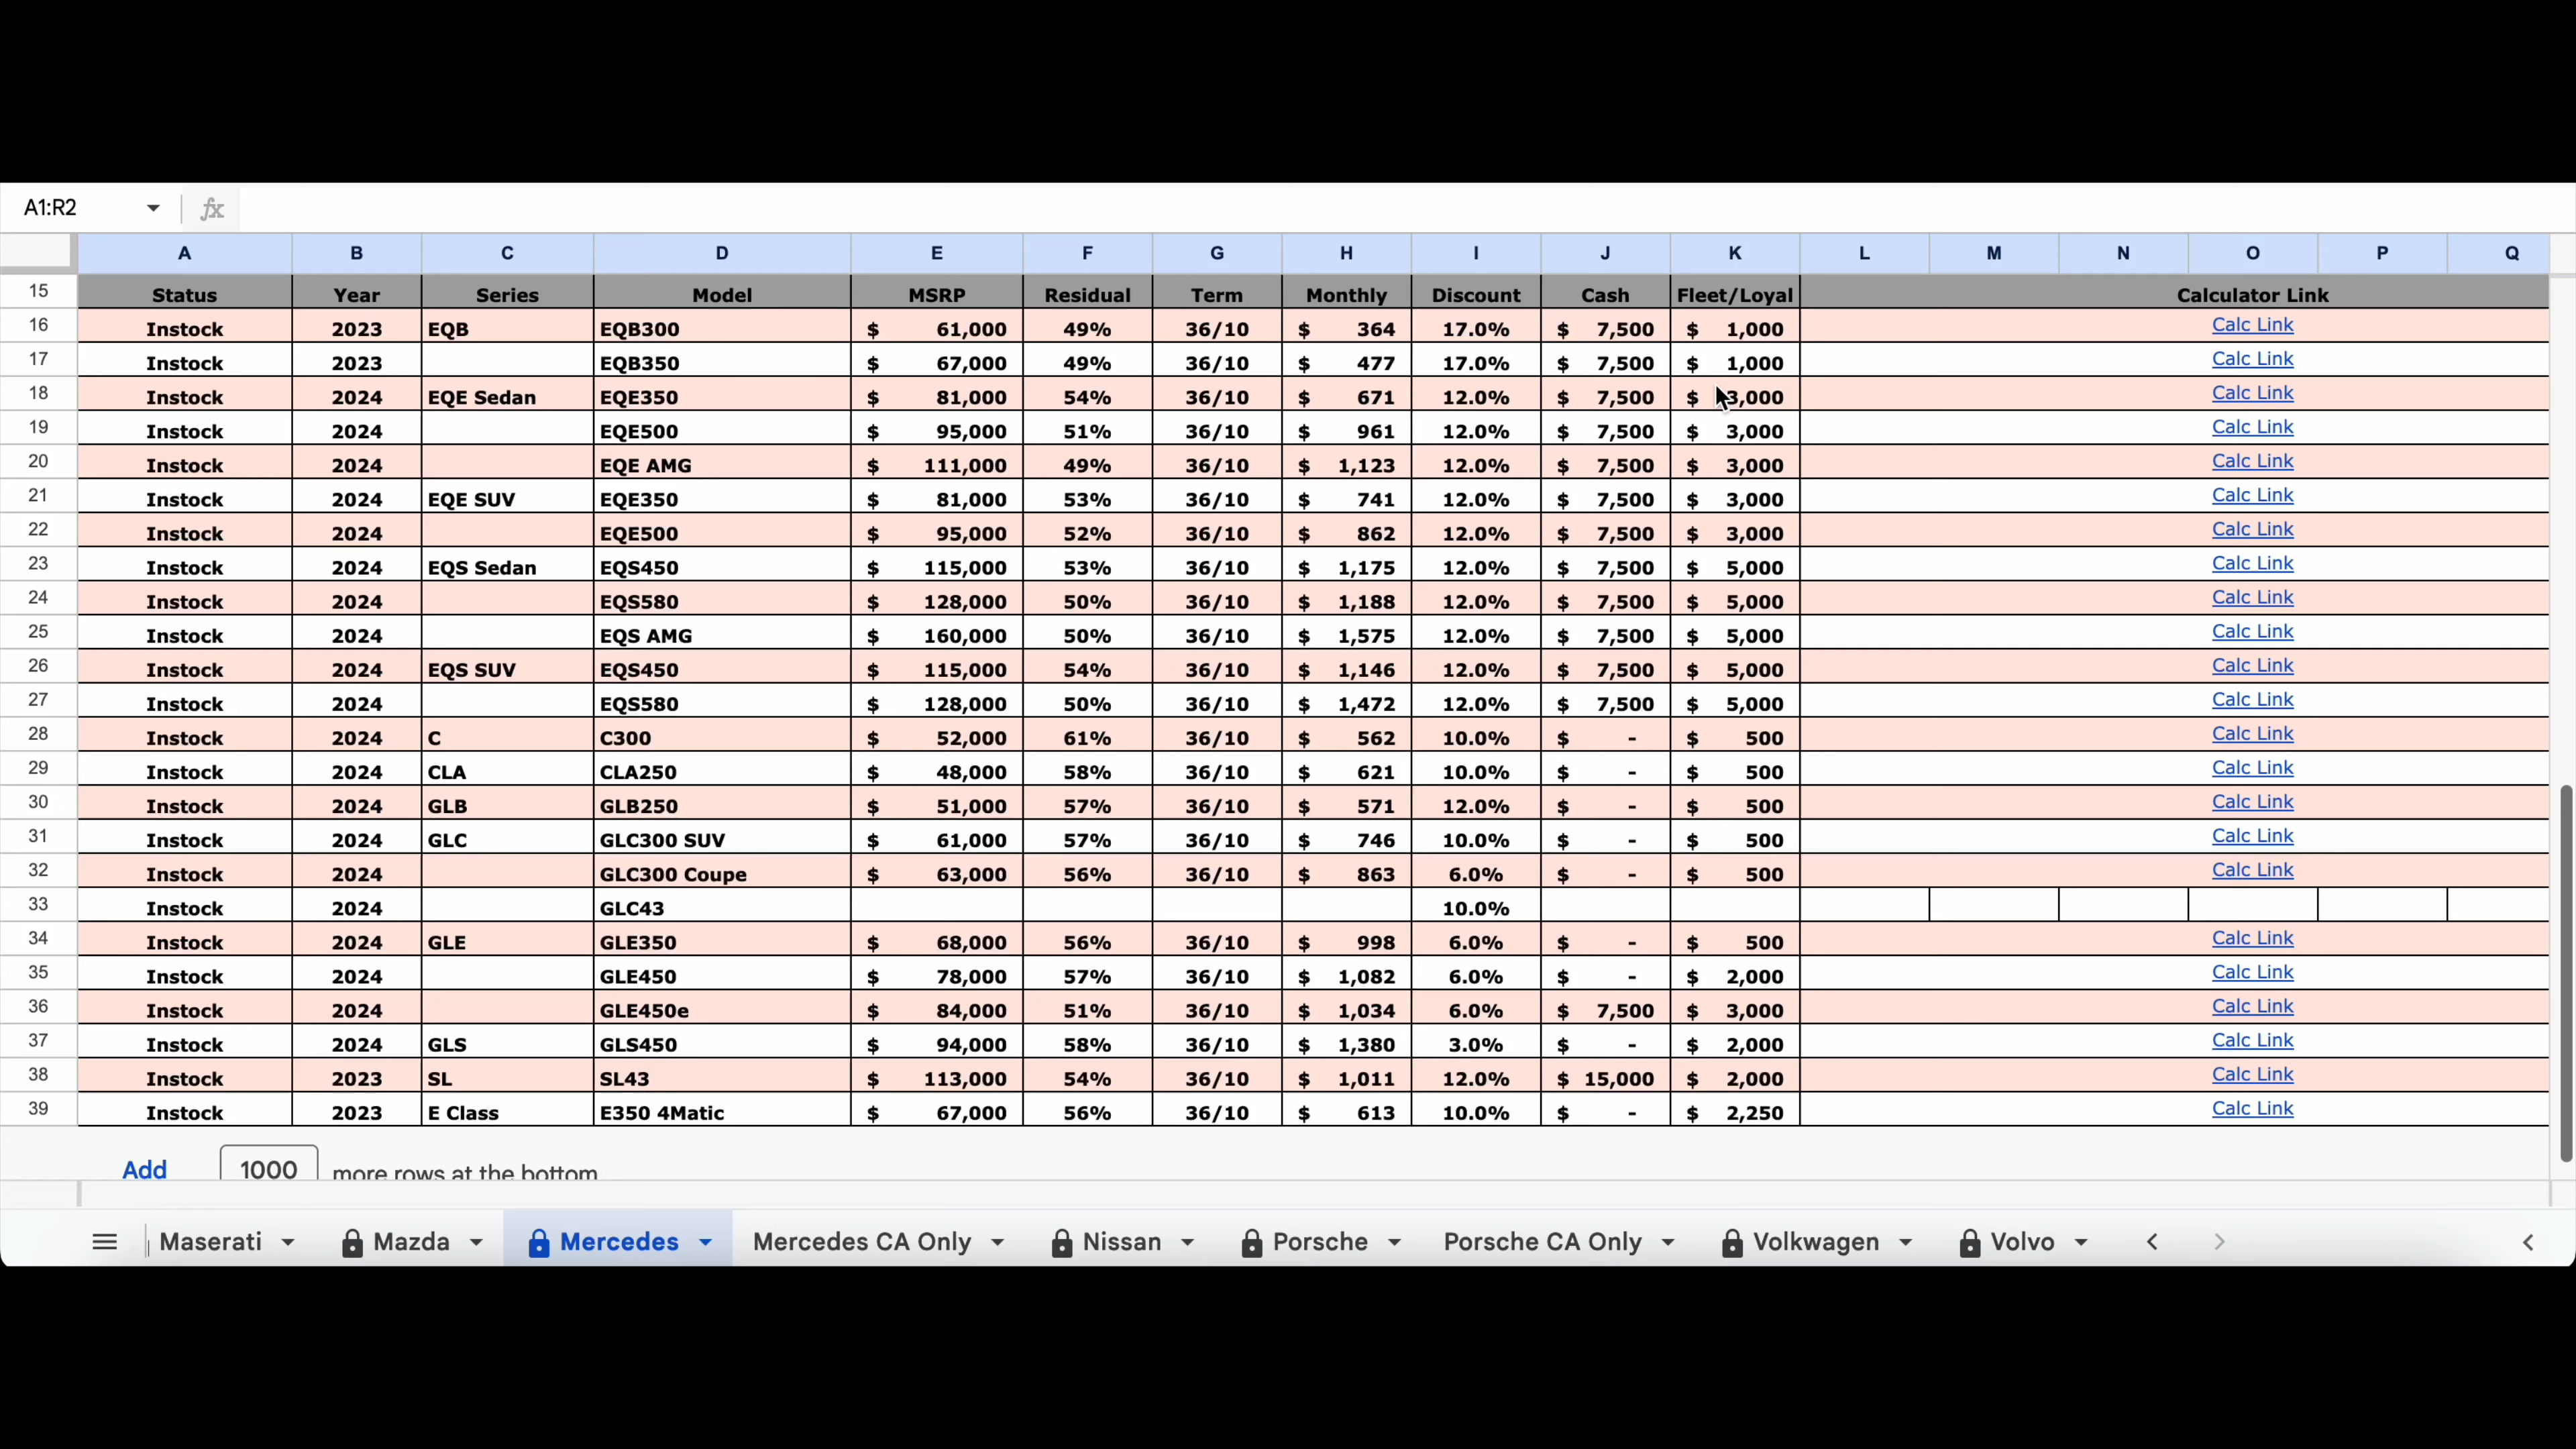 A1:R2 fx
A B C D E F G H I J K L M N O P Q
15 Status Year Series Model MSRP Residual Term Monthly Discount Cash Fleet/Loyal Calculator Link
16 Instock 2023 EQB EQB300 $ 61,000 49% 36/10 $ 364 17.0% $ 7,500 $ 1,000 Calc Link
17 Instock 2023 EQB350 $ 67,000 49% 36/10 $ 477 17.0% $ 7,500 $ 1,000 Calc Link
18 Instock 2024 EQE Sedan EQE350 $ 81,000 54% 36/10 $ 671 12.0% $ 7,500 $ 3,000 Calc Link
19 Instock 2024 EQE500 $ 95,000 51% 36/10 $ 961 12.0% $ 7,500 $ 3,000 Calc Link
20 Instock 2024 EQE AMG $ 111,000 49% 36/10 $ 1,123 12.0% $ 7,500 $ 3,000 Calc Link
21 Instock 2024 EQE SUV EQE350 $ 81,000 53% 36/10 $ 741 12.0% $ 7,500 $ 3,000 Calc Link
22 Instock 2024 EQE500 $ 95,000 52% 36/10 $ 862 12.0% $ 7,500 $ 3,000 Calc Link
23 Instock 2024 EQS Sedan EQS450 $ 115,000 53% 36/10 $ 1,175 12.0% $ 7,500 $ 5,000 Calc Link
24 Instock 2024 EQS580 $ 128,000 50% 36/10 $ 1,188 12.0% $ 7,500 $ 5,000 Calc Link
25 Instock 2024 EQS AMG $ 160,000 50% 36/10 $ 1,575 12.0% $ 7,500 $ 5,000 Calc Link
26 Instock 2024 EQS SUV EQS450 $ 115,000 54% 36/10 $ 1,146 12.0% $ 7,500 $ 5,000 Calc Link
27 Instock 2024 EQS580 $ 128,000 50% 36/10 $ 1,472 12.0% $ 7,500 $ 5,000 Calc Link
28 Instock 2024 C C300 $ 52,000 61% 36/10 $ 562 10.0% $ - $ 500 Calc Link
29 Instock 2024 CLA CLA250 $ 48,000 58% 36/10 $ 621 10.0% $ - $ 500 Calc Link
30 Instock 2024 GLB GLB250 $ 51,000 57% 36/10 $ 571 12.0% $ - $ 500 Calc Link
31 Instock 2024 GLC GLC300 SUV $ 61,000 57% 36/10 $ 746 10.0% $ - $ 500 Calc Link
32 Instock 2024 GLC300 Coupe $ 63,000 56% 36/10 $ 863 6.0% $ - $ 500 Calc Link
33 Instock 2024 GLC43 10.0%
34 Instock 2024 GLE GLE350 $ 68,000 56% 36/10 $ 998 6.0% $ - $ 500 Calc Link
35 Instock 2024 GLE450 $ 78,000 57% 36/10 $ 1,082 6.0% $ - $ 2,000 Calc Link
36 Instock 2024 GLE450e $ 84,000 51% 36/10 $ 1,034 6.0% $ 7,500 $ 3,000 Calc Link
37 Instock 2024 GLS GLS450 $ 94,000 58% 36/10 $ 1,380 3.0% $ - $ 2,000 Calc Link
38 Instock 2023 SL SL43 $ 113,000 54% 36/10 $ 1,011 12.0% $ 15,000 $ 2,000 Calc Link
39 Instock 2023 E Class E350 4Matic $ 67,000 56% 36/10 $ 613 10.0% $ - $ 2,250 Calc Link
Add 1000 more rows at the bottom
Maserati Mazda Mercedes Mercedes CA Only Nissan Porsche Porsche CA Only Volkwagen Volvo